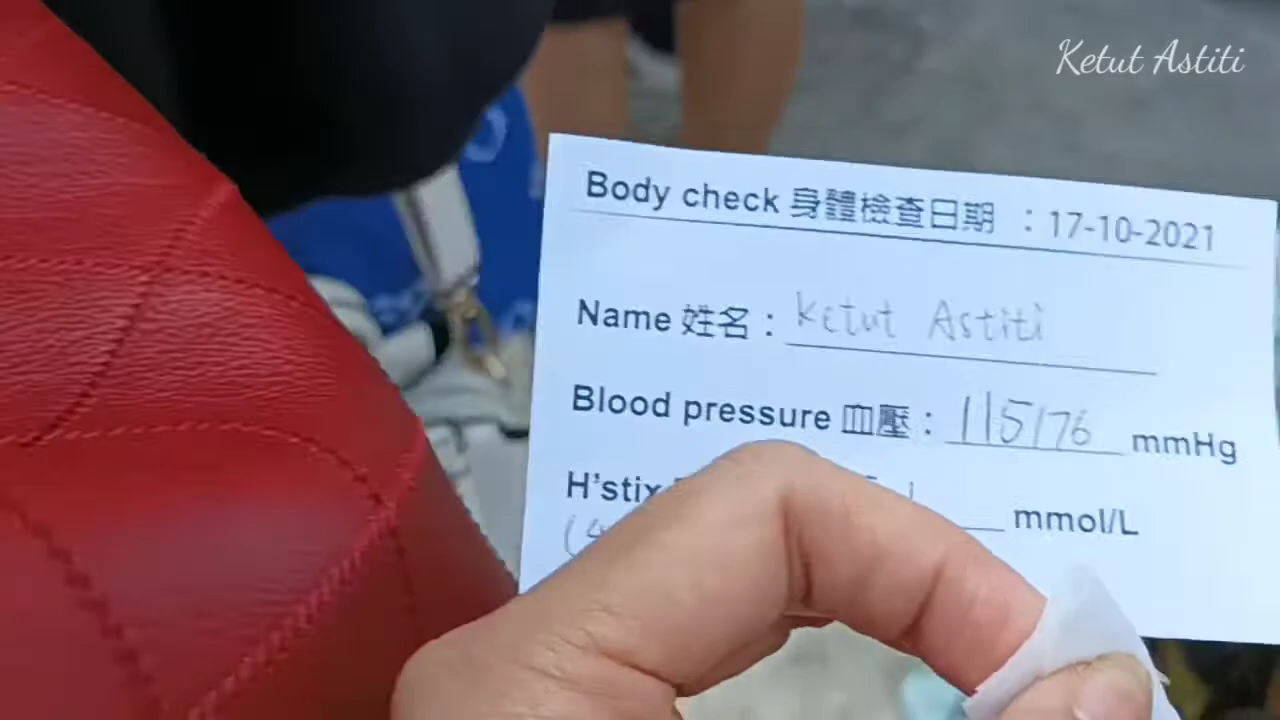 Ketut Astiti
Body check 身體檢查日期 : 17-10-2021
Name 姓名 : Ketut Astiti
Blood pressure 血壓 : 115/76 mmHg
H'stix mmol/L